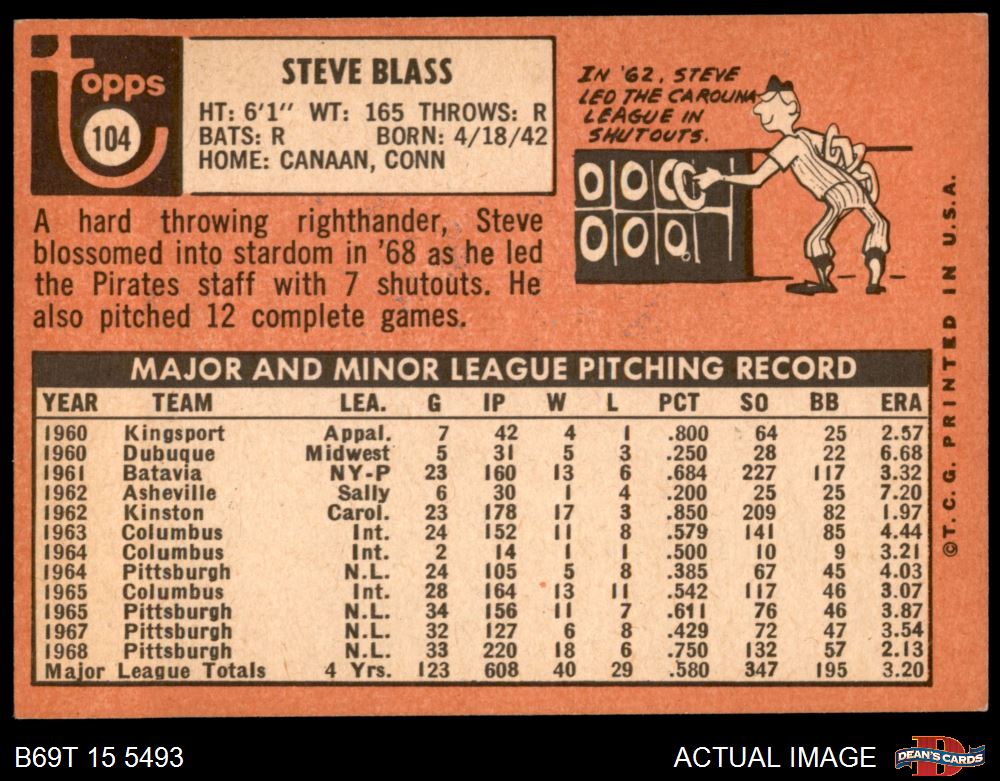 topps
104
STEVE BLASS
HT: 6'1" WT: 165 THROWS: R
BATS: R BORN: 4/18/42
HOME: CANAAN, CONN
IN '62, STEVE
LED THE CAROLINA
LEAGUE IN
SHUTOUTS.
0 0 0 0
0 0 0
A hard throwing righthander, Steve
blossomed into stardom in '68 as he led
the Pirates staff with 7 shutouts. He
also pitched 12 complete games.
MAJOR AND MINOR LEAGUE PITCHING RECORD
YEAR TEAM LEA. G IP W L PCT SO BB ERA
1960 Kingsport Appal. 7 42 4 1 .800 64 25 2.57
1960 Dubuque Midwest 5 31 5 3 .250 28 22 6.68
1961 Batavia NY-P 23 160 13 6 .684 227 117 3.32
1962 Asheville Sally 6 30 1 4 .200 25 25 7.20
1962 Kinston Carol. 23 178 17 3 .850 209 82 1.97
1963 Columbus Int. 24 152 11 8 .579 141 85 4.44
1964 Columbus Int. 2 14 1 1 .500 10 9 3.21
1964 Pittsburgh N.L. 24 105 5 8 .385 67 45 4.03
1965 Columbus Int. 28 164 13 11 .542 117 46 3.07
1965 Pittsburgh N.L. 34 156 11 7 .611 76 46 3.87
1967 Pittsburgh N.L. 32 127 6 8 .429 72 47 3.54
1968 Pittsburgh N.L. 33 220 18 6 .750 132 57 2.13
Major League Totals 4 Yrs. 123 608 40 29 .580 347 195 3.20
©T.C.G. PRINTED IN U.S.A.
B69T 15 5493
ACTUAL IMAGE
D
DEAN'S CARDS